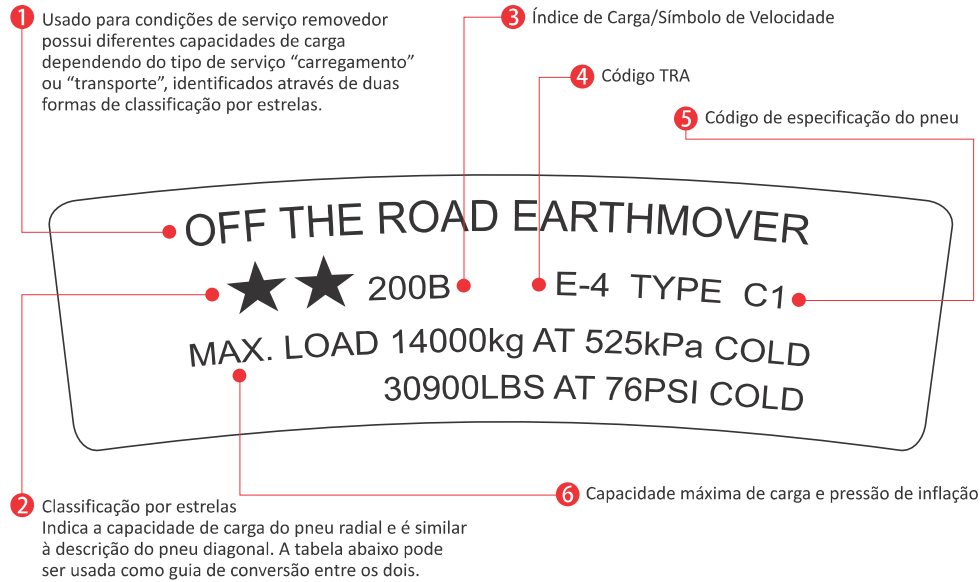 1 Usado para condições de serviço removedor
possui diferentes capacidades de carga
dependendo do tipo de serviço “carregamento”
ou “transporte”, identificados através de duas
formas de classificação por estrelas.
3 Índice de Carga/Símbolo de Velocidade
4 Código TRA
5 Código de especificação do pneu
OFF THE ROAD EARTHMOVER
★ ★ 200B E-4 TYPE C1
MAX. LOAD 14000kg AT 525kPa COLD
30900LBS AT 76PSI COLD
2 Classificação por estrelas
Indica a capacidade de carga do pneu radial e é similar
à descrição do pneu diagonal. A tabela abaixo pode
ser usada como guia de conversão entre os dois.
6 Capacidade máxima de carga e pressão de inflação